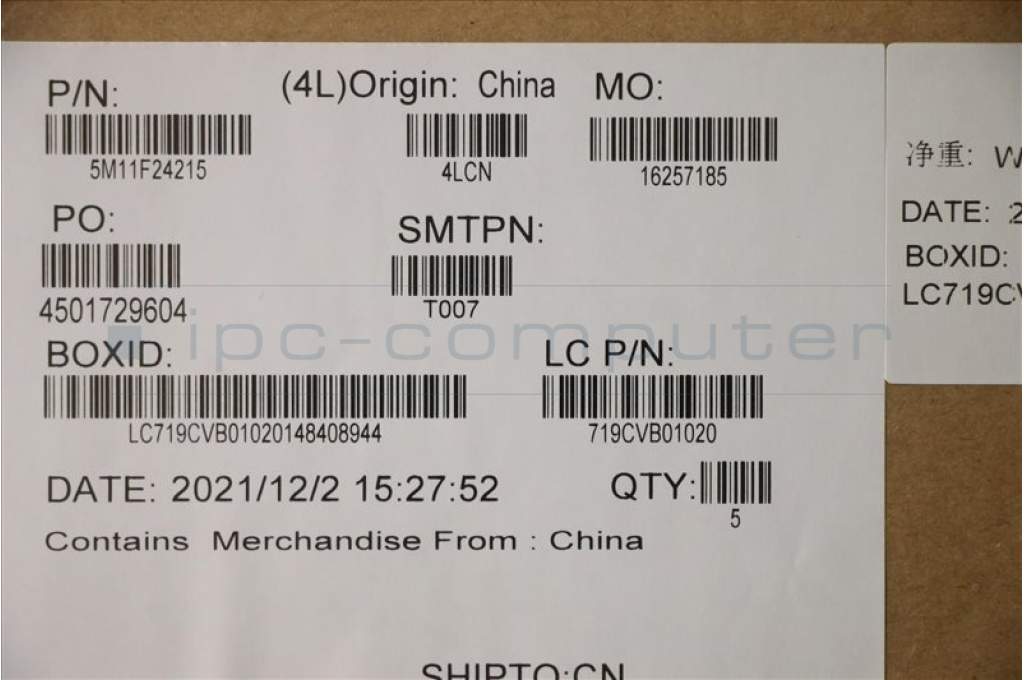 P/N: (4L)Origin: China MO:
5M11F24215 4LCN 16257185
PO: SMTPN:
4501729604 T007
BOXID: LC P/N:
LC719CVB01020148408944 719CVB01020
DATE: 2021/12/2 15:27:52 QTY:
5
Contains Merchandise From : China
SHIPTO:CN
净重: W
DATE: 2
BOXID:
LC719CV
ipc-computer